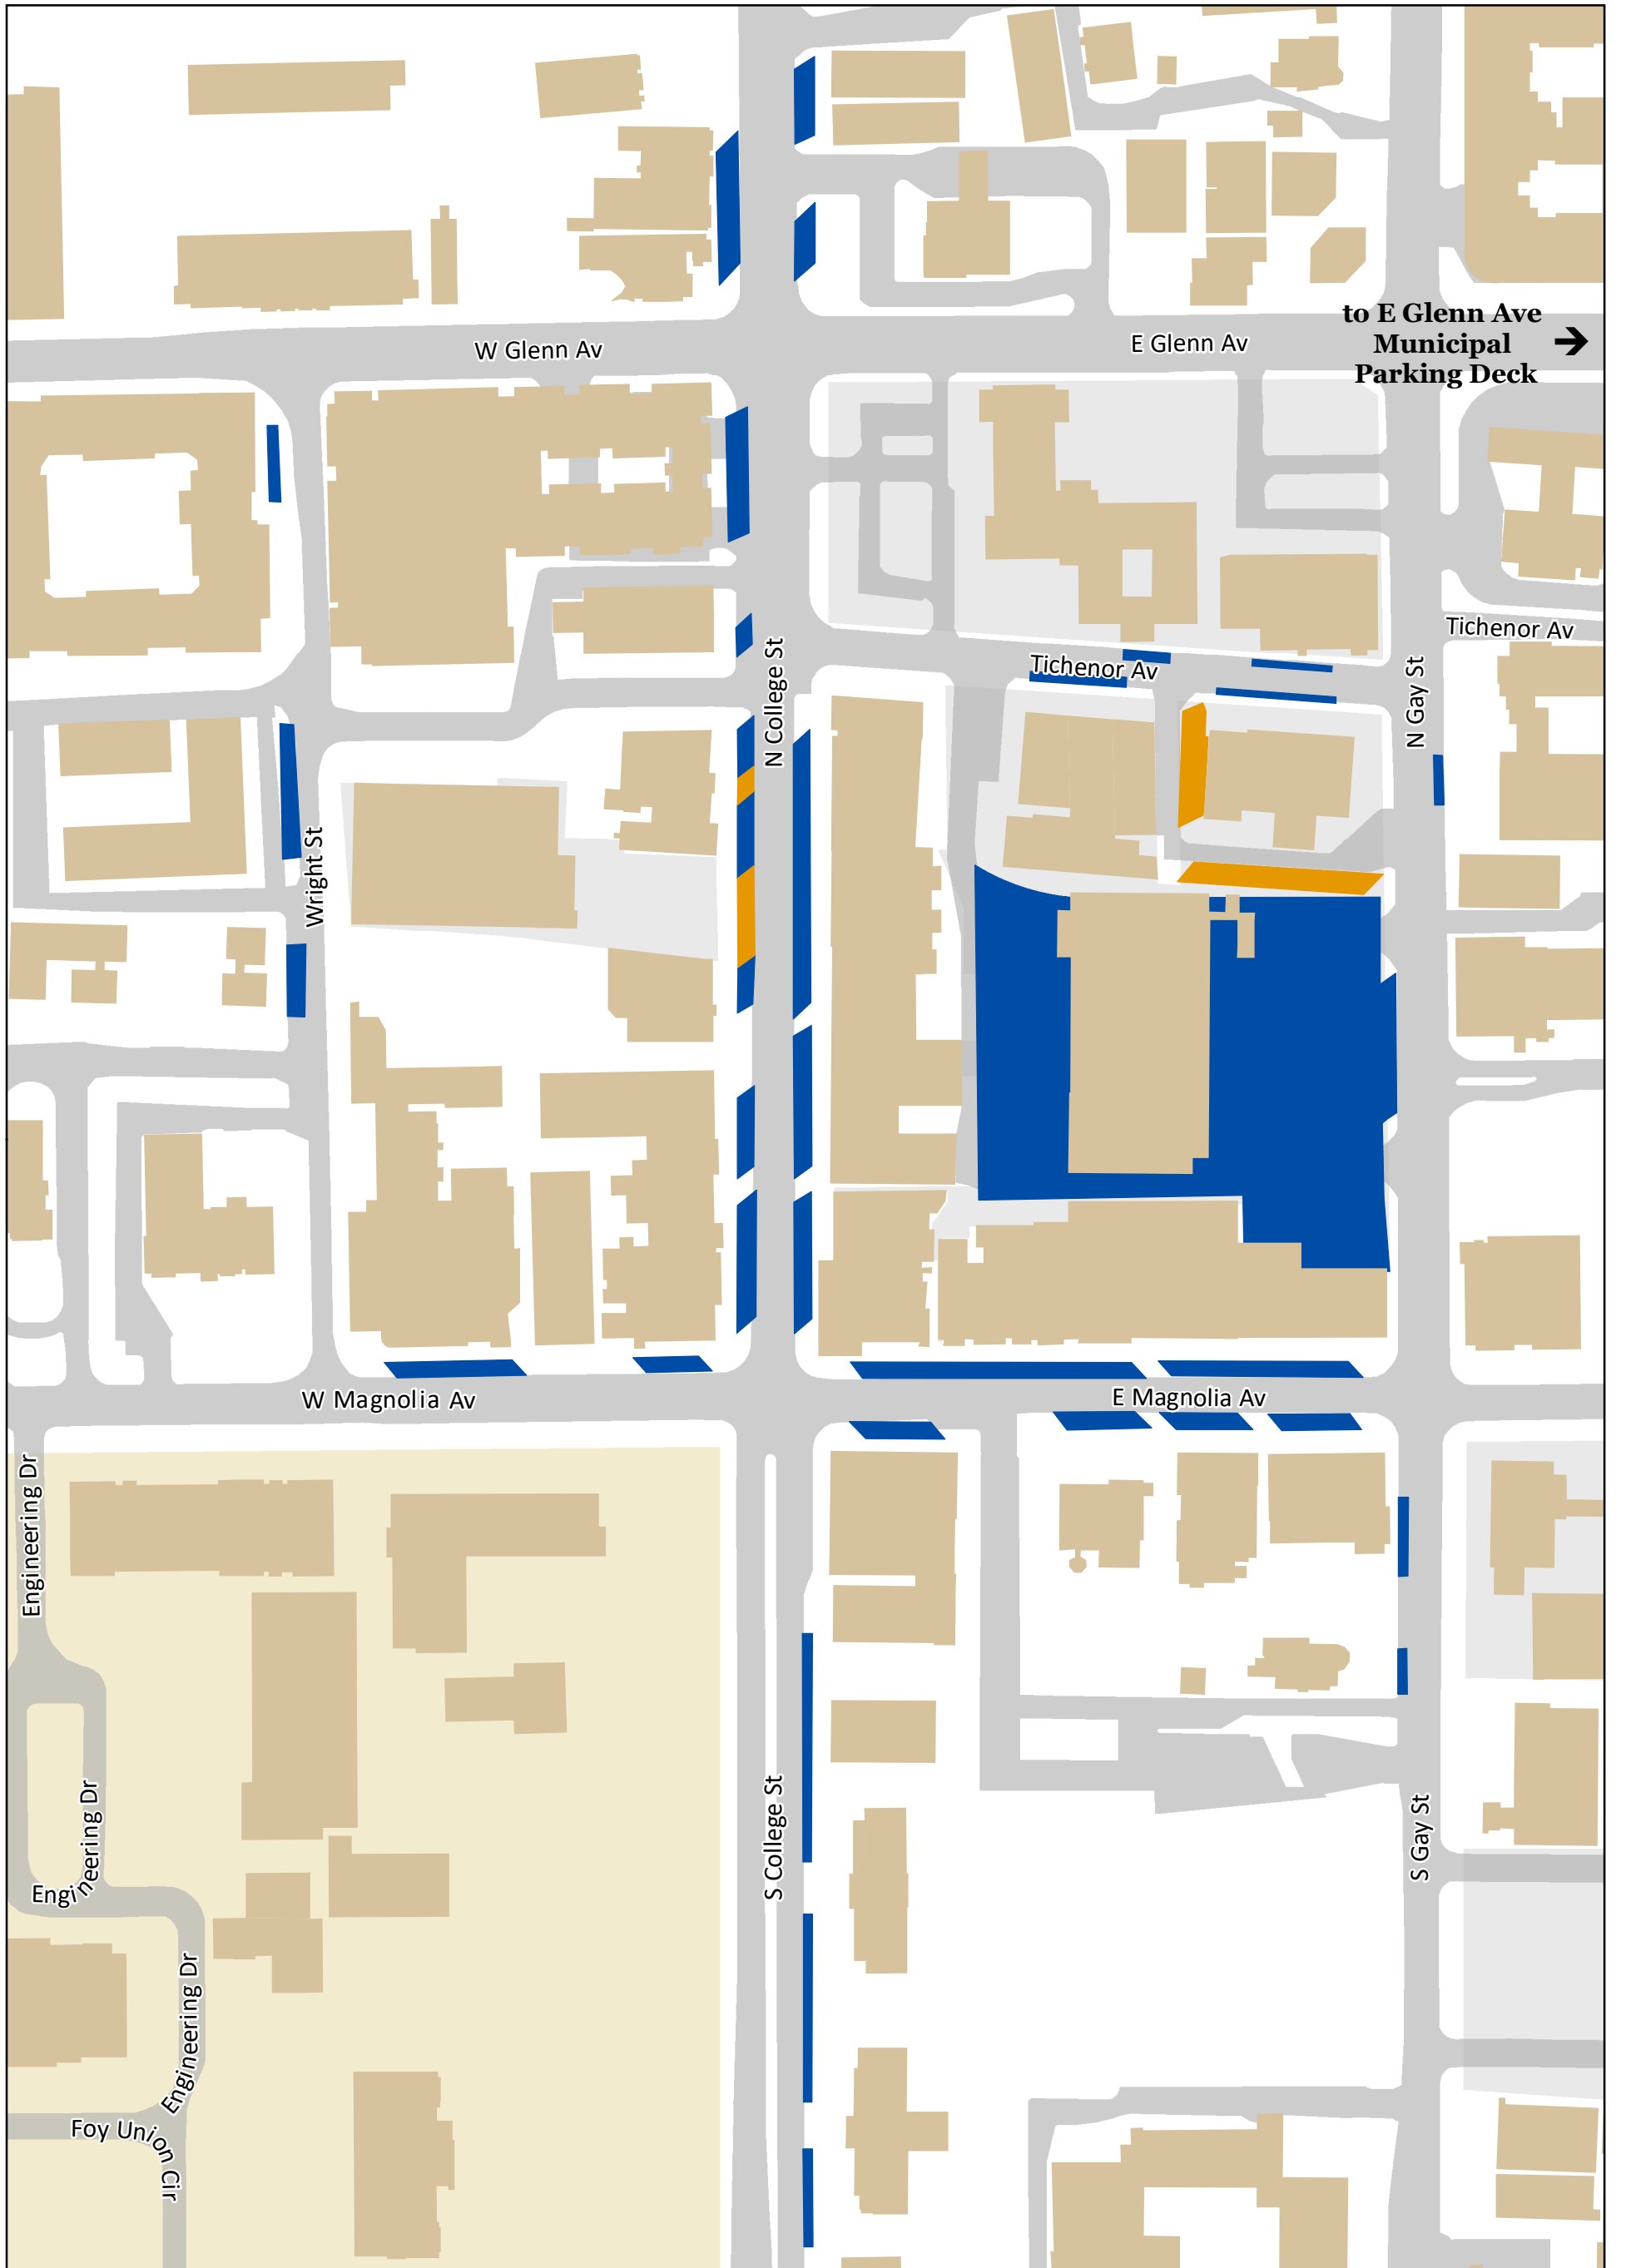 to E Glenn Ave
Municipal
Parking Deck
W Glenn Av
E Glenn Av
Tichenor Av
Tichenor Av
N College St
N Gay St
Wright St
W Magnolia Av
E Magnolia Av
Engineering Dr
Engineering Dr
S College St
S Gay St
Engineering Dr
Foy Union Cir